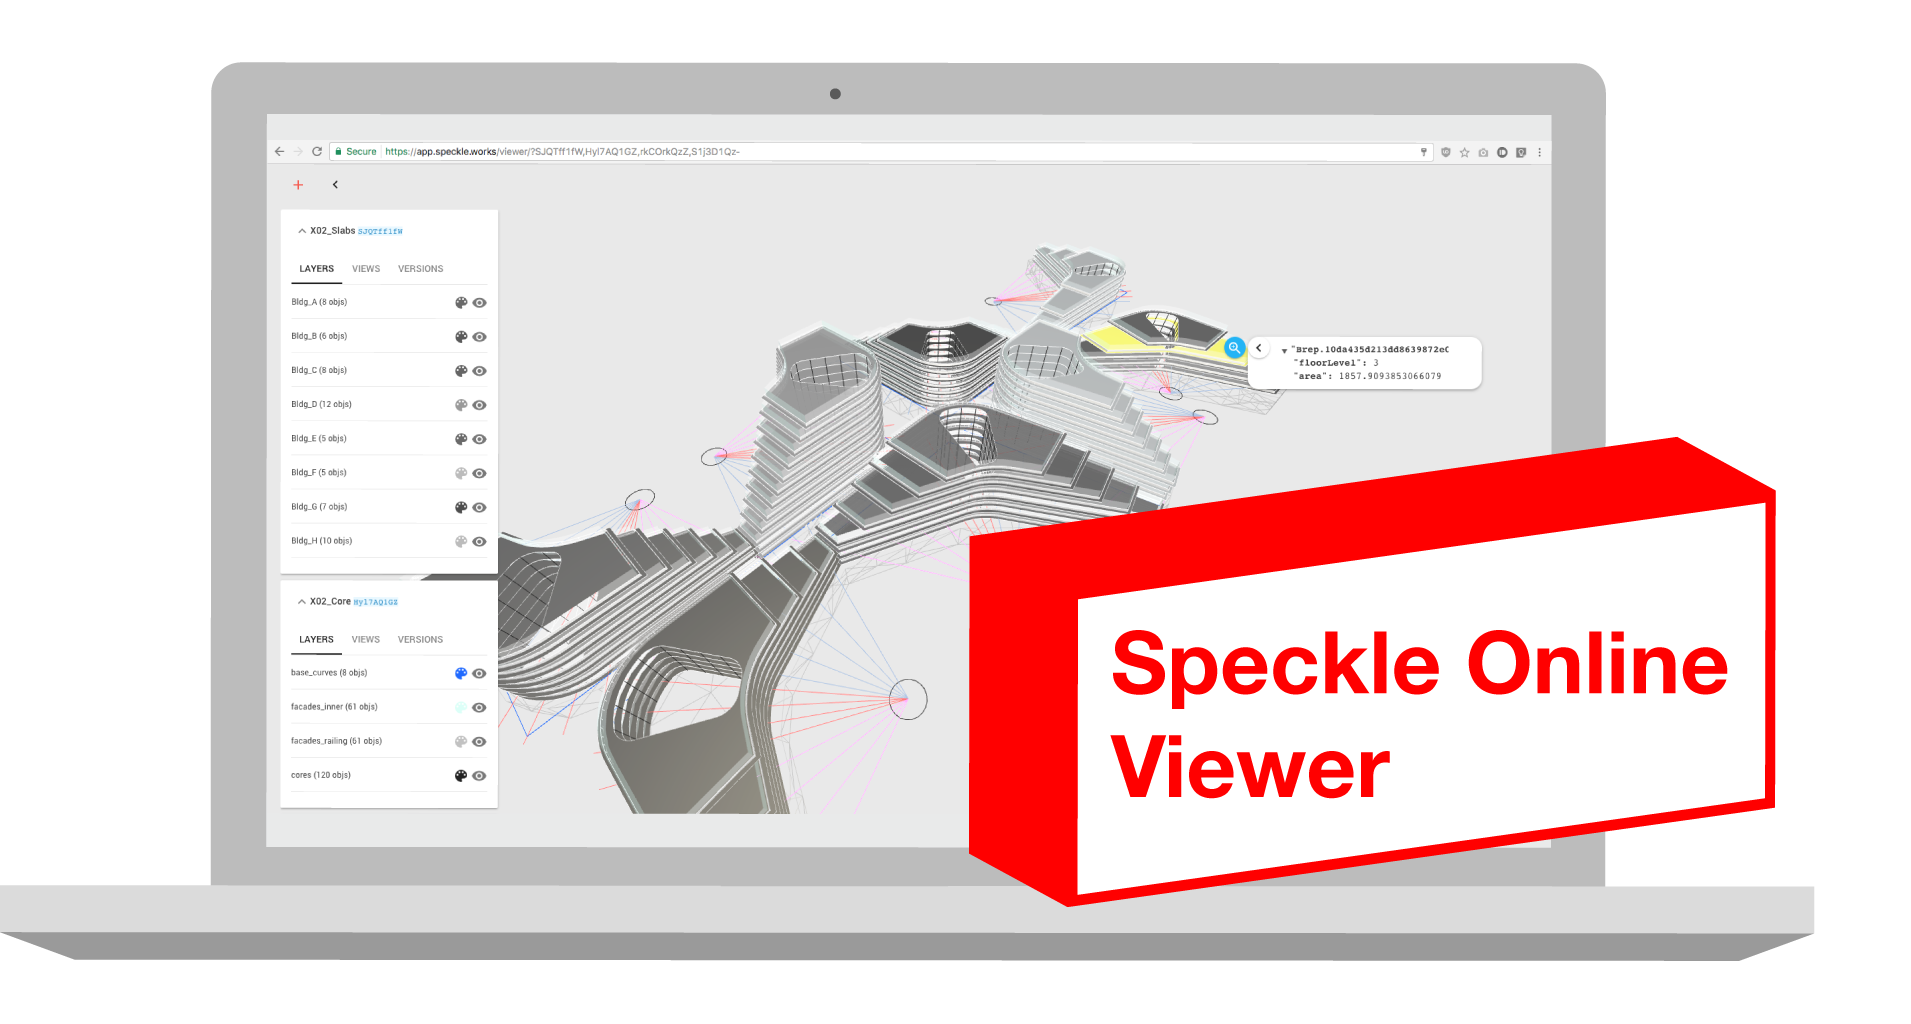 Secure https://app.speckle.works/viewer/?SJQTff1fW,Hyl7AQ1GZ,rkCOrkQzZ,S1j3D1Qz-
X02_Slabs SJQTff1fW
LAYERS VIEWS VERSIONS
Bldg_A (8 objs)
Bldg_B (6 objs)
Bldg_C (8 objs)
Bldg_D (12 objs)
Bldg_E (5 objs)
Bldg_F (5 objs)
Bldg_G (7 objs)
Bldg_H (10 objs)
X02_Core Hyl7AQ1GZ
LAYERS VIEWS VERSIONS
base_curves (8 objs)
facades_inner (61 objs)
facades_railing (61 objs)
cores (120 objs)
"Brep.10da435d213dd8639872e0
"floorLevel": 3
"area": 1857.9093853066079
Speckle Online
Viewer